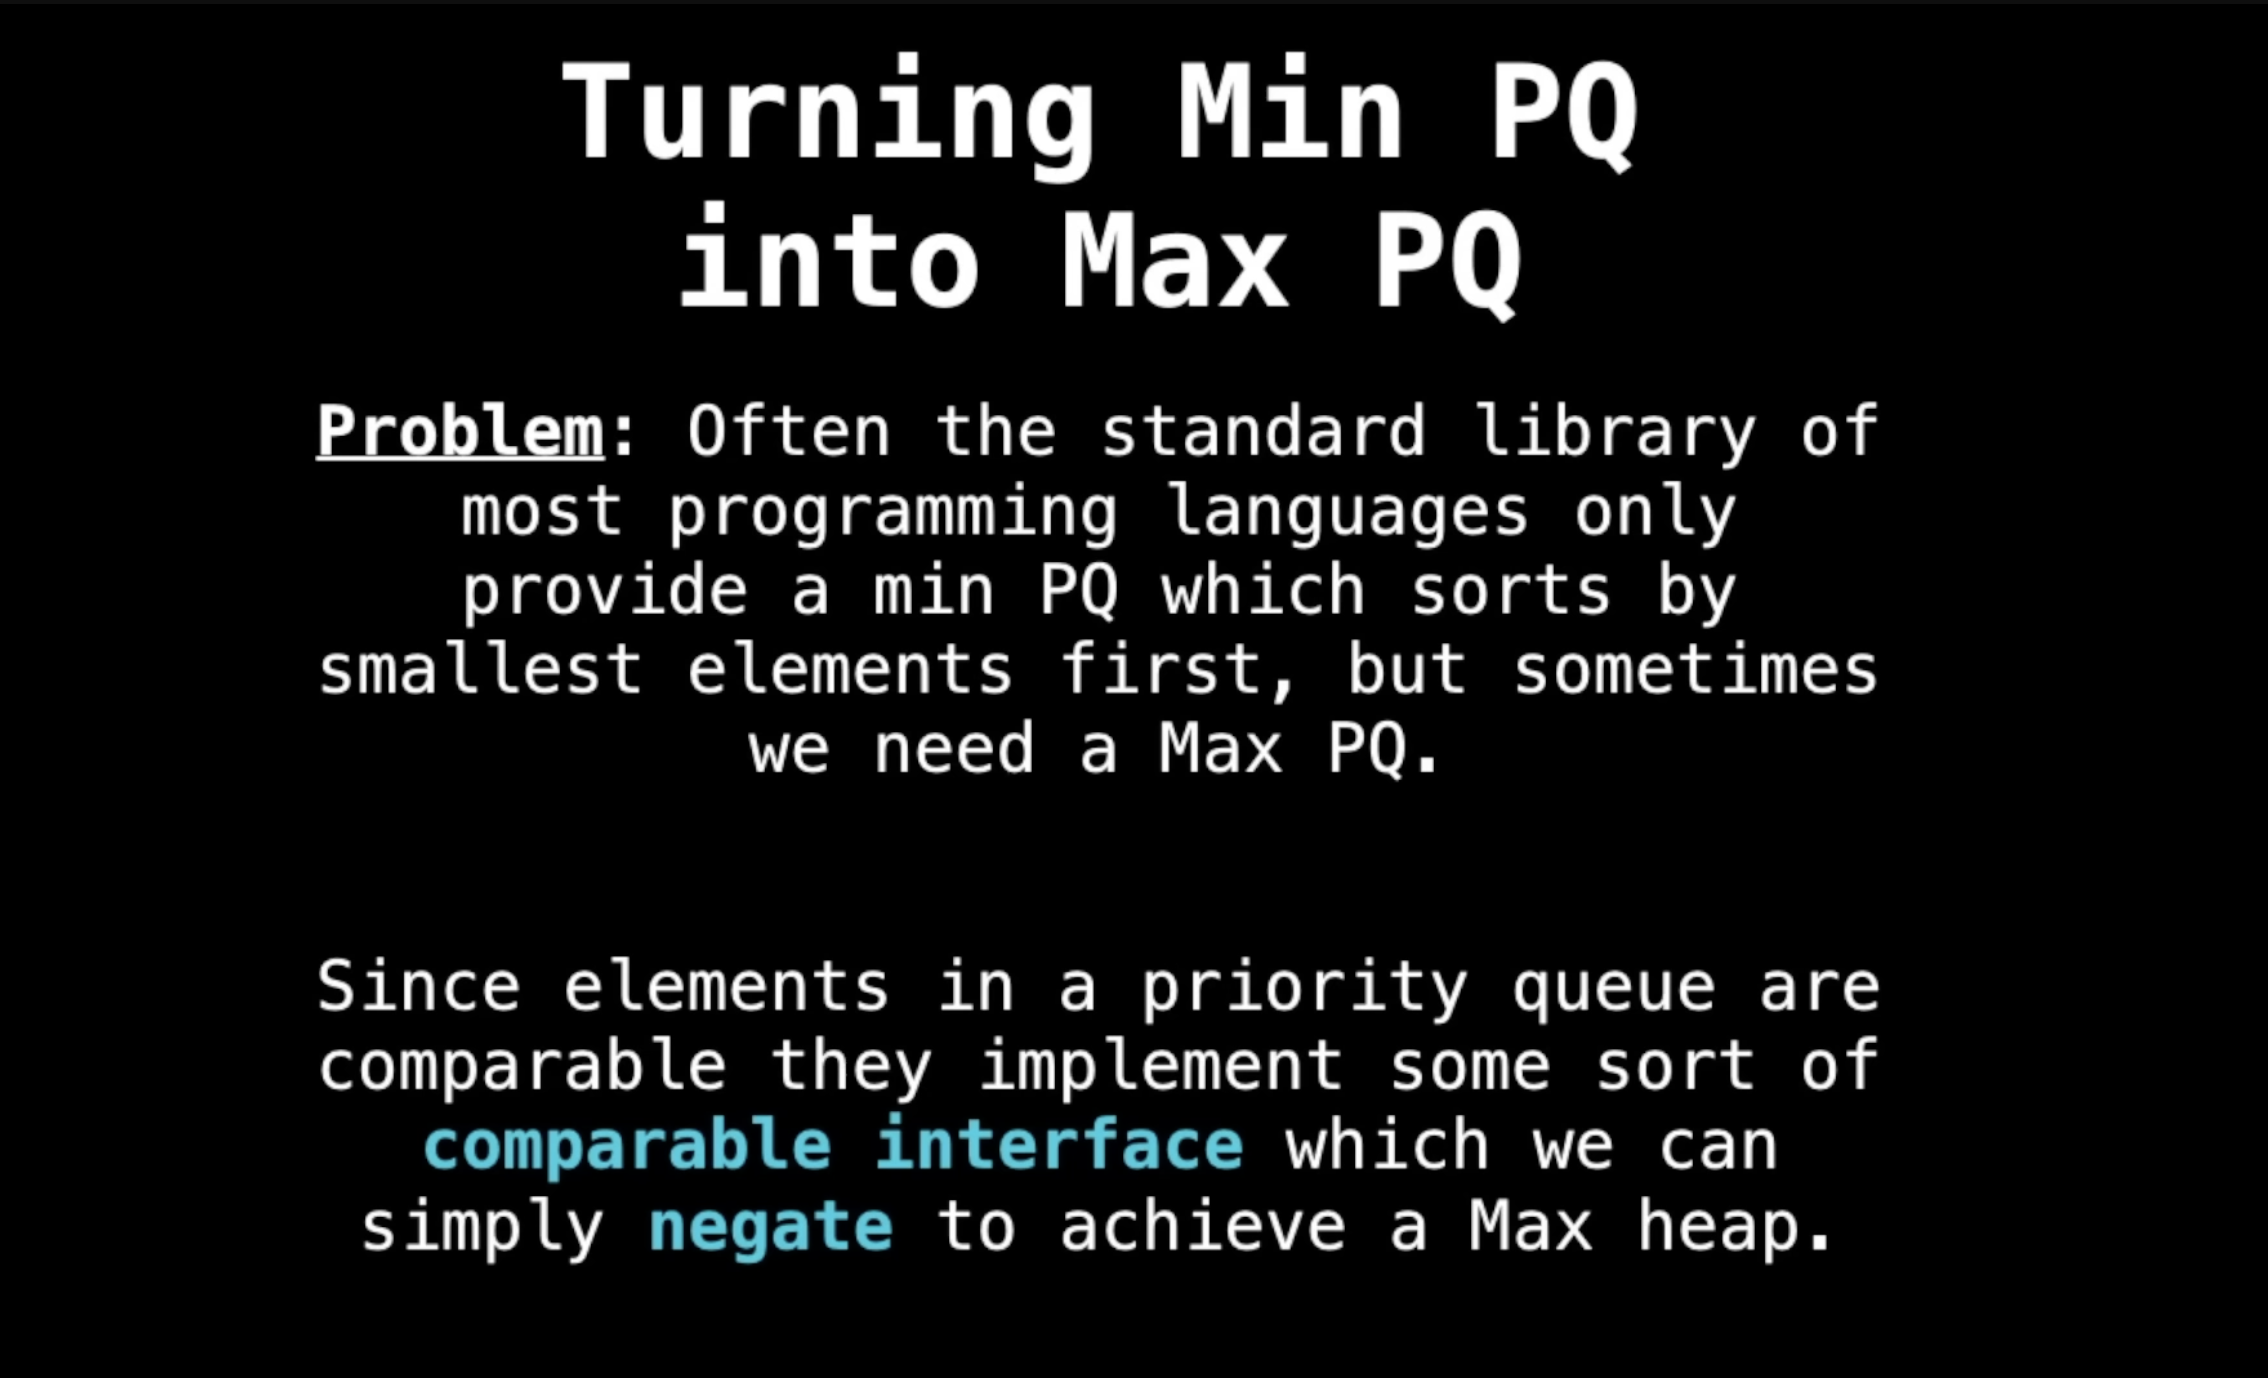 Turning Min PQ
into Max PQ
Problem: Often the standard library of
most programming languages only
provide a min PQ which sorts by
smallest elements first, but sometimes
we need a Max PQ.
Since elements in a priority queue are
comparable they implement some sort of
comparable interface which we can
simply negate to achieve a Max heap.